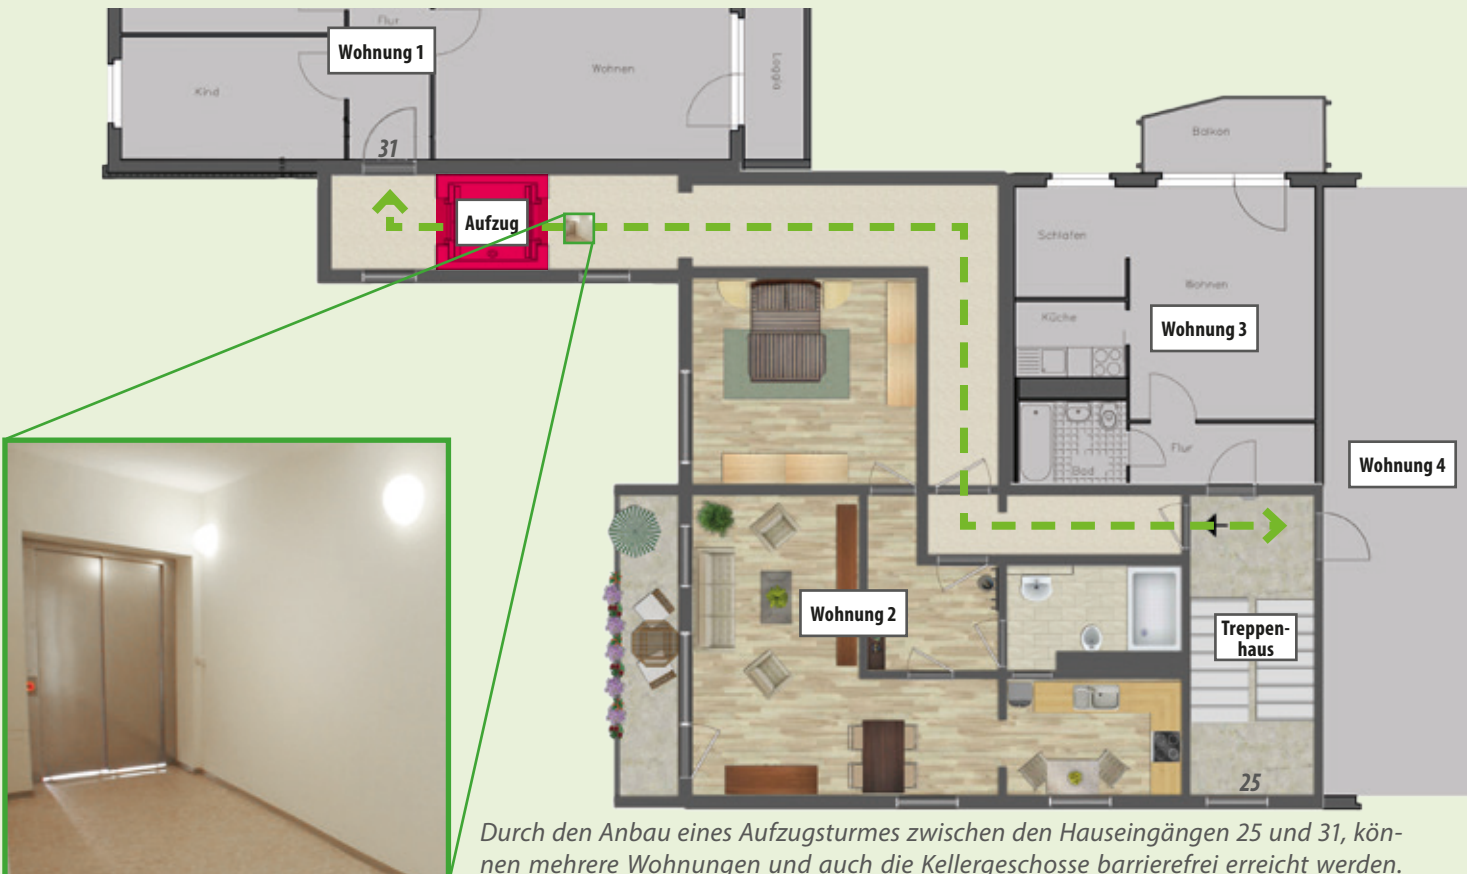 Flur
Wohnung 1
Wohnen
Loggia
Kind
31
Balkon
Aufzug
Schlafen
Wohnen
Küche
Wohnung 3
Bad
Flur
Wohnung 4
Wohnung 2
Treppen-
haus
25
Durch den Anbau eines Aufzugsturmes zwischen den Hauseingängen 25 und 31, kön-
nen mehrere Wohnungen und auch die Kellergeschosse barrierefrei erreicht werden.